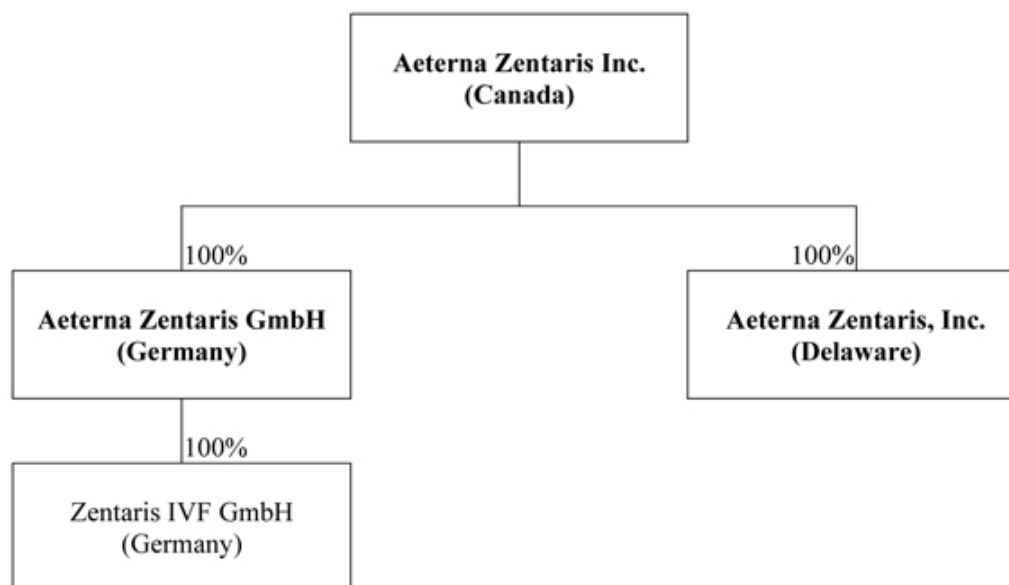 Aeterna Zentaris Inc.
(Canada)
100%
100%
Aeterna Zentaris GmbH
(Germany)
Aeterna Zentaris, Inc.
(Delaware)
100%
Zentaris IVF GmbH
(Germany)